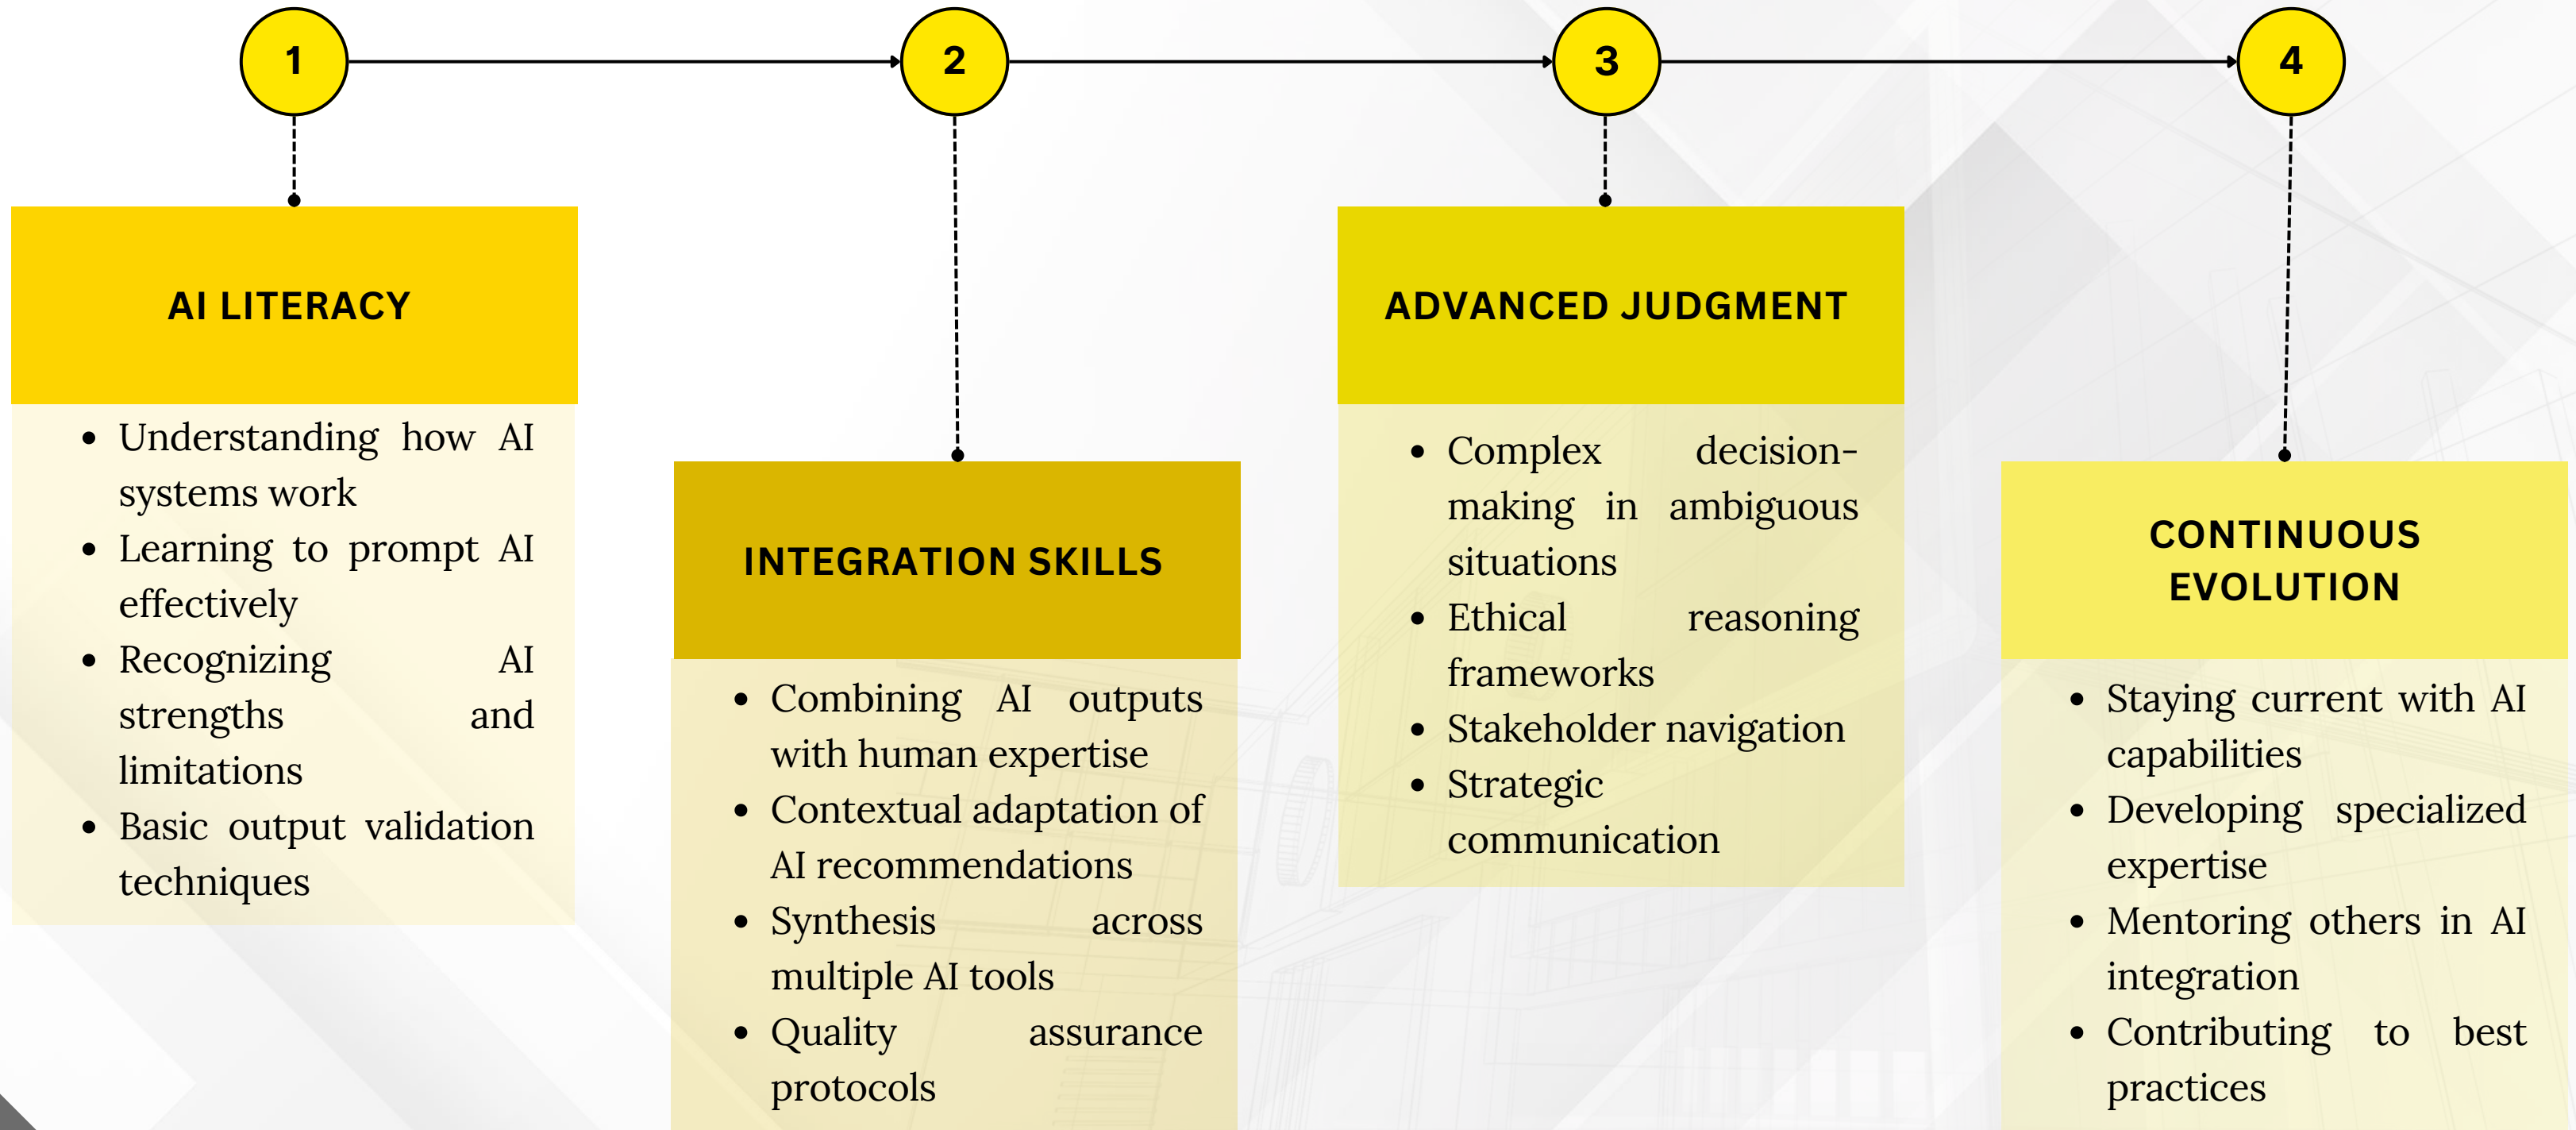 1
2
3
4
AI LITERACY
• Understanding how AI
systems work
• Learning to prompt AI
effectively
• Recognizing AI
strengths and
limitations
• Basic output validation
techniques
INTEGRATION SKILLS
• Combining AI outputs
with human expertise
• Contextual adaptation of
AI recommendations
• Synthesis across
multiple AI tools
• Quality assurance
protocols
ADVANCED JUDGMENT
• Complex decision-
making in ambiguous
situations
• Ethical reasoning
frameworks
• Stakeholder navigation
• Strategic
communication
CONTINUOUS
EVOLUTION
• Staying current with AI
capabilities
• Developing specialized
expertise
• Mentoring others in AI
integration
• Contributing to best
practices